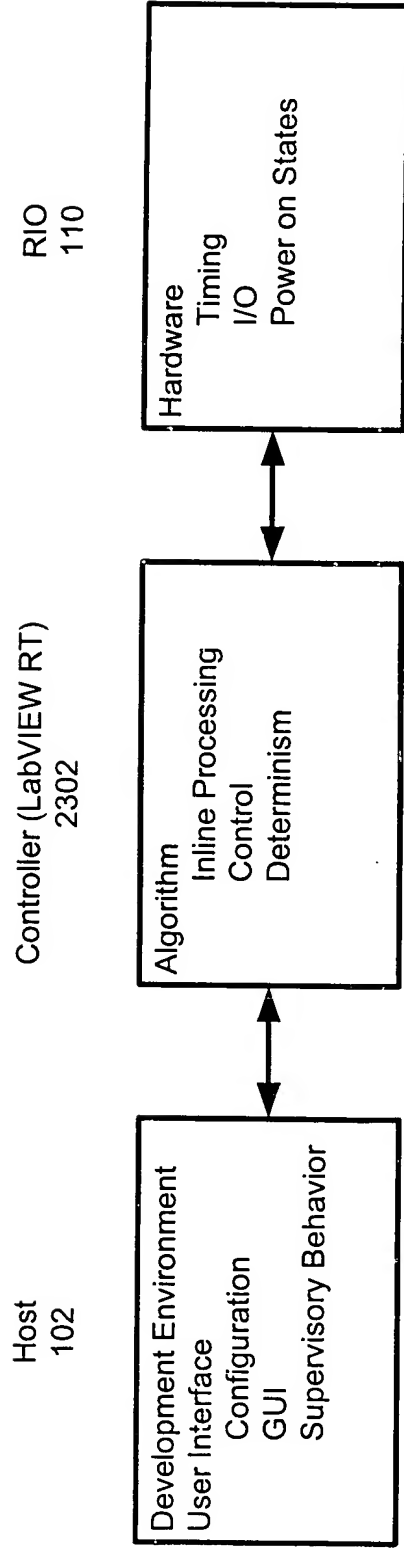 Host
102
Development Environment
User Interface
Configuration
GUI
Supervisory Behavior
Controller (LabVIEW RT)
2302
Algorithm
Inline Processing
Control
Determinism
RIO
110
Hardware
Timing
I/O
Power on States